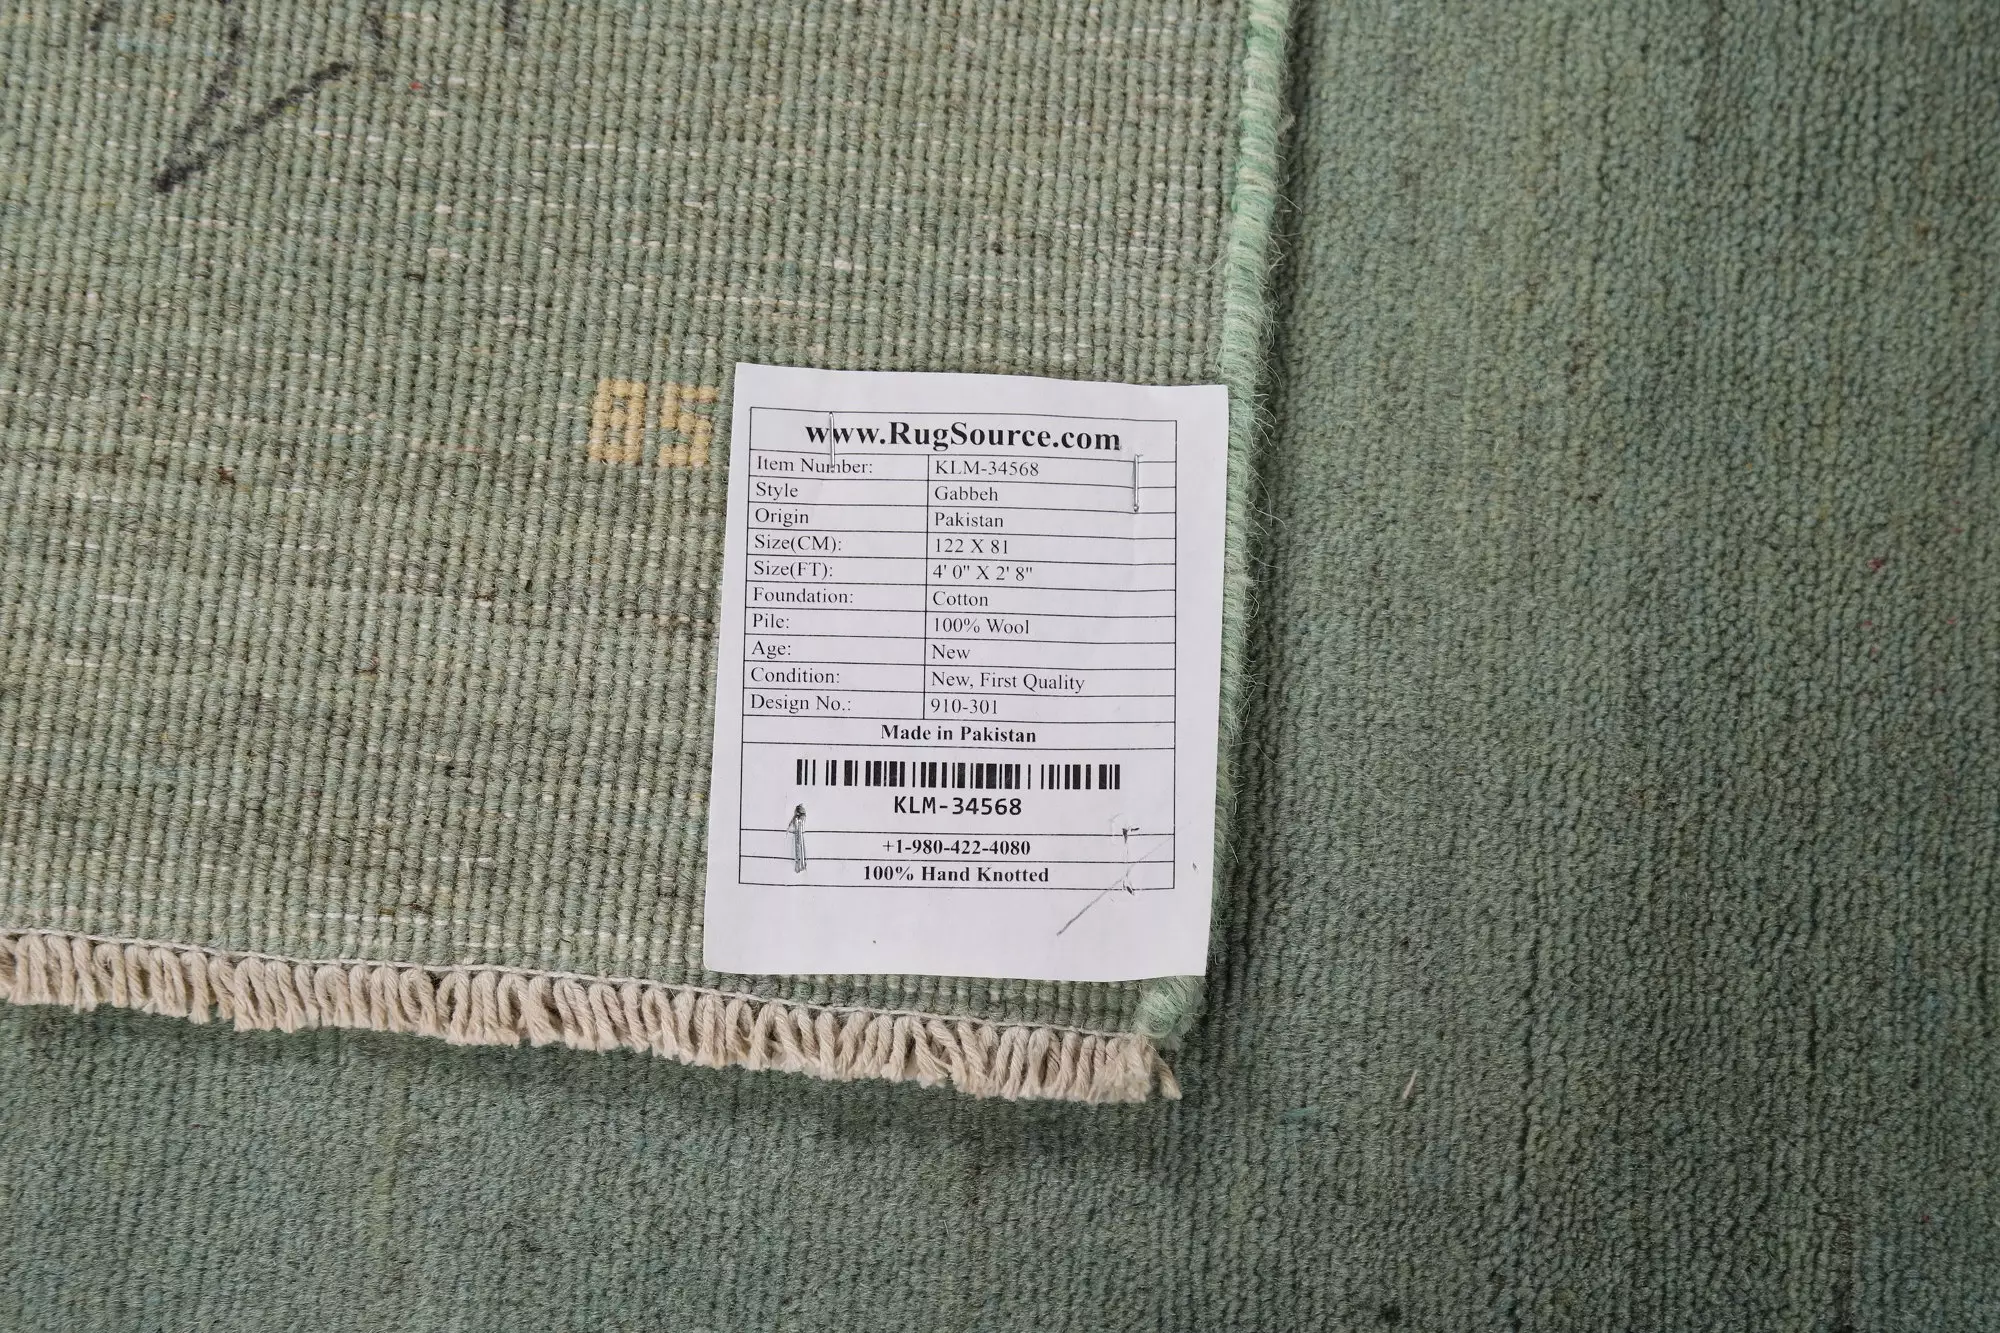 85
www.RugSource.com
Item Number: KLM-34568
Style Gabbeh
Origin Pakistan
Size(CM): 122 X 81
Size(FT): 4' 0" X 2' 8"
Foundation: Cotton
Pile: 100% Wool
Age: New
Condition: New, First Quality
Design No.: 910-301
Made in Pakistan
KLM-34568
+1-980-422-4080
100% Hand Knotted